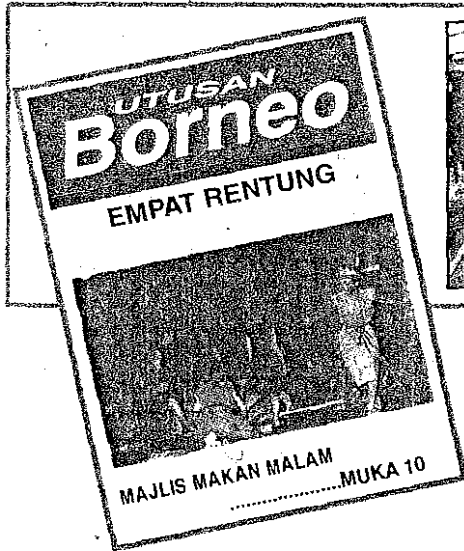 UTUSAN
Borneo
EMPAT RENTUNG
MAJLIS MAKAN MALAM
....................MUKA 10